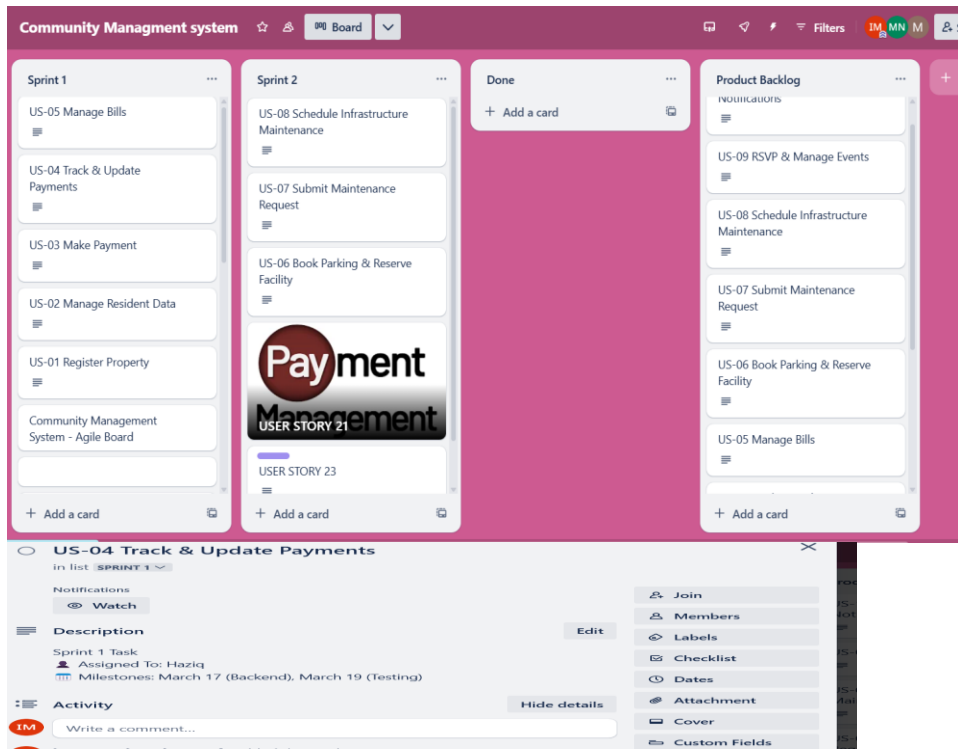 Community Managment system
Board
Filters
IM
MN
M
Sprint 1
US-05 Manage Bills
US-04 Track & Update
Payments
US-03 Make Payment
US-02 Manage Resident Data
US-01 Register Property
Community Management
System - Agile Board
+ Add a card
Sprint 2
US-08 Schedule Infrastructure
Maintenance
US-07 Submit Maintenance
Request
US-06 Book Parking & Reserve
Facility
Payment
Management
USER STORY 21
USER STORY 23
+ Add a card
Done
+ Add a card
Product Backlog
Notifications
US-09 RSVP & Manage Events
US-08 Schedule Infrastructure
Maintenance
US-07 Submit Maintenance
Request
US-06 Book Parking & Reserve
Facility
US-05 Manage Bills
+ Add a card
US-04 Track & Update Payments
in list SPRINT 1
Notifications
Watch
Description
Edit
Sprint 1 Task
Assigned To: Haziq
Milestones: March 17 (Backend), March 19 (Testing)
Activity
Hide details
IM
Write a comment...
Join
Members
Labels
Checklist
Dates
Attachment
Cover
Custom Fields